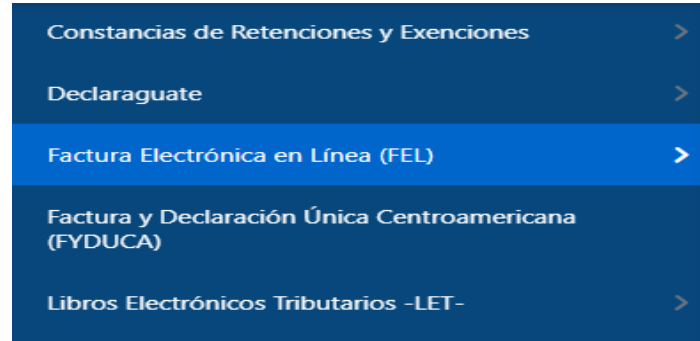 Constancias de Retenciones y Exenciones
Declaraguate
Factura Electrónica en Línea (FEL)
Factura y Declaración Única Centroamericana
(FYDUCA)
Libros Electrónicos Tributarios -LET-